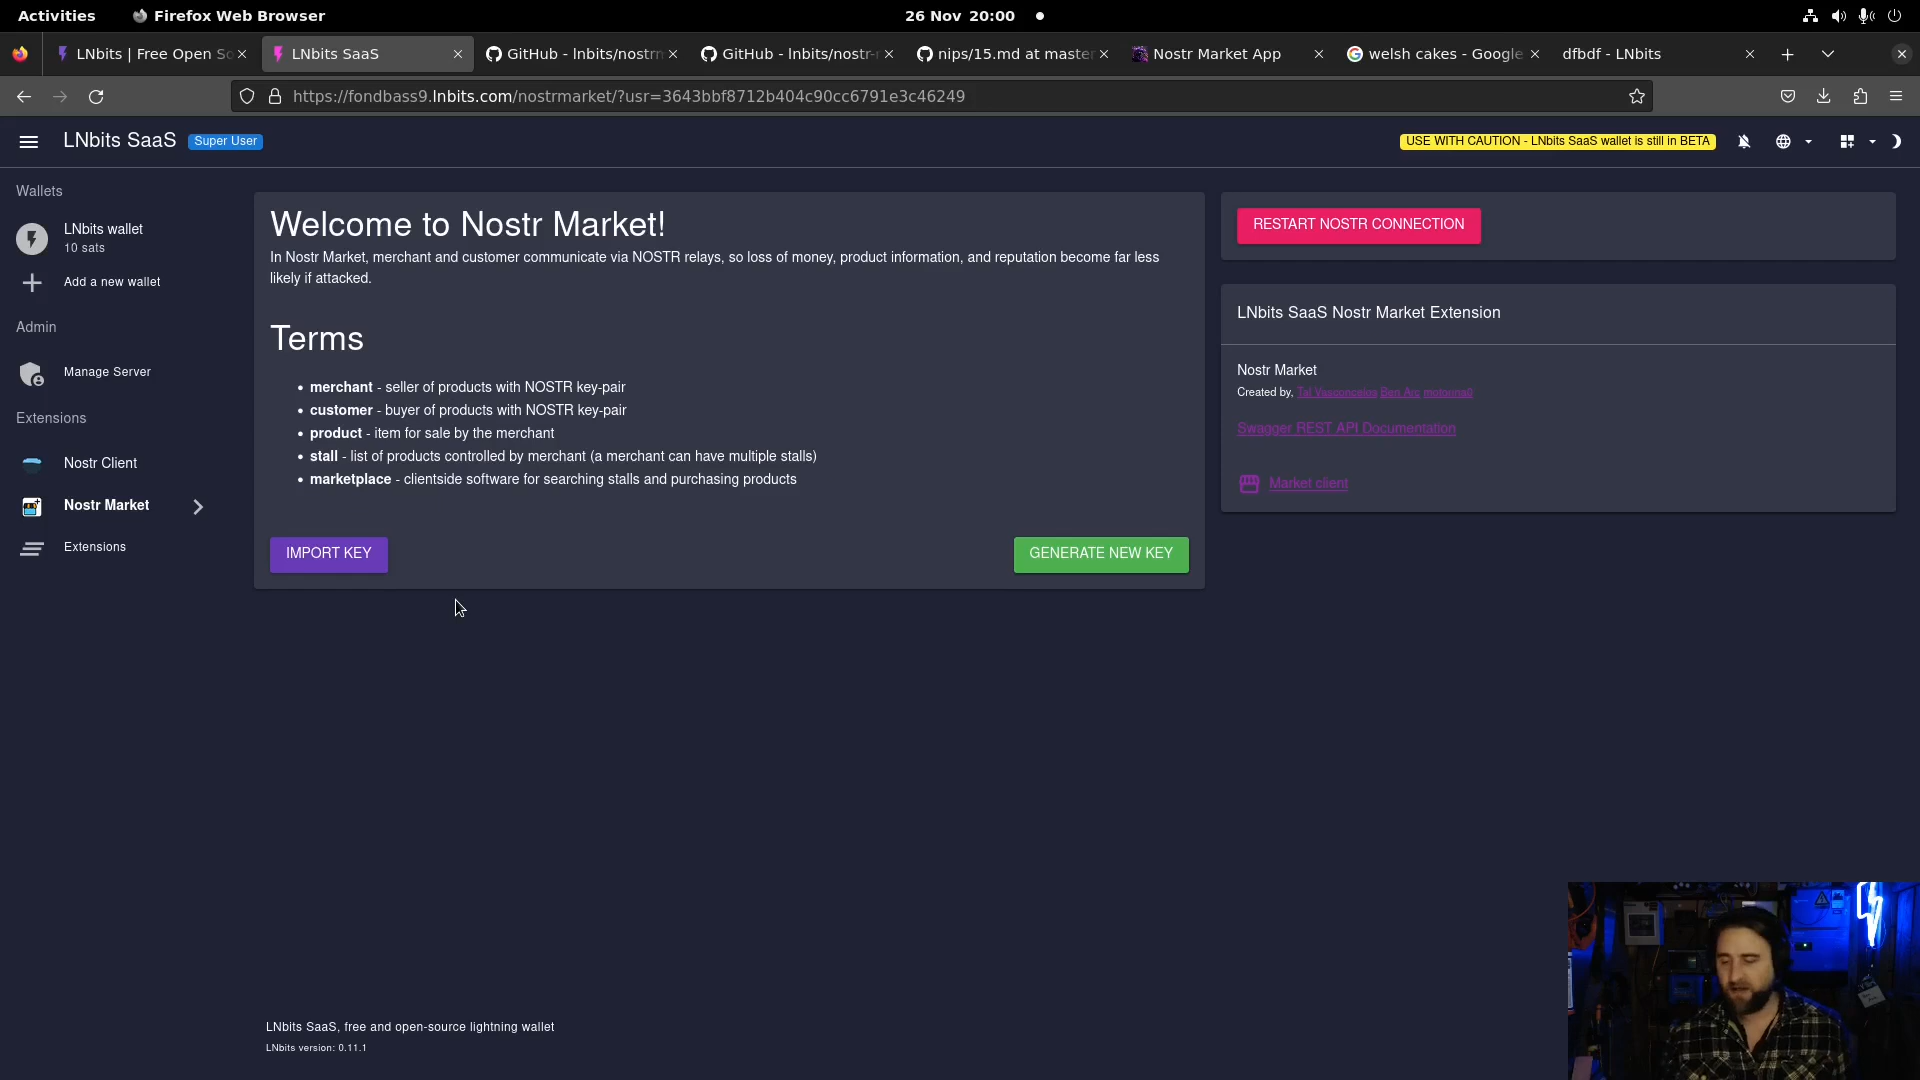 Activities
Firefox Web Browser
26 Nov 20:00
LNbits | Free Open So
LNbits SaaS
GitHub - lnbits/nostrm
GitHub - lnbits/nostr-
nips/15.md at master
Nostr Market App
welsh cakes - Google
dfbdf - LNbits
https://fondbass9.lnbits.com/nostrmarket/?usr=3643bbf8712b404c90cc6791e3c46249
LNbits SaaS
Super User
USE WITH CAUTION - LNbits SaaS wallet is still in BETA
Wallets
LNbits wallet
10 sats
Add a new wallet
Admin
Manage Server
Extensions
Nostr Client
Nostr Market
Extensions
Welcome to Nostr Market!
In Nostr Market, merchant and customer communicate via NOSTR relays, so loss of money, product information, and reputation become far less
likely if attacked.
Terms
• merchant - seller of products with NOSTR key-pair
• customer - buyer of products with NOSTR key-pair
• product - item for sale by the merchant
• stall - list of products controlled by merchant (a merchant can have multiple stalls)
• marketplace - clientside software for searching stalls and purchasing products
IMPORT KEY
GENERATE NEW KEY
RESTART NOSTR CONNECTION
LNbits SaaS Nostr Market Extension
Nostr Market
Created by, Tal Vasconcelos Ben Arc motorina0
Swagger REST API Documentation
Market client
LNbits SaaS, free and open-source lightning wallet
LNbits version: 0.11.1